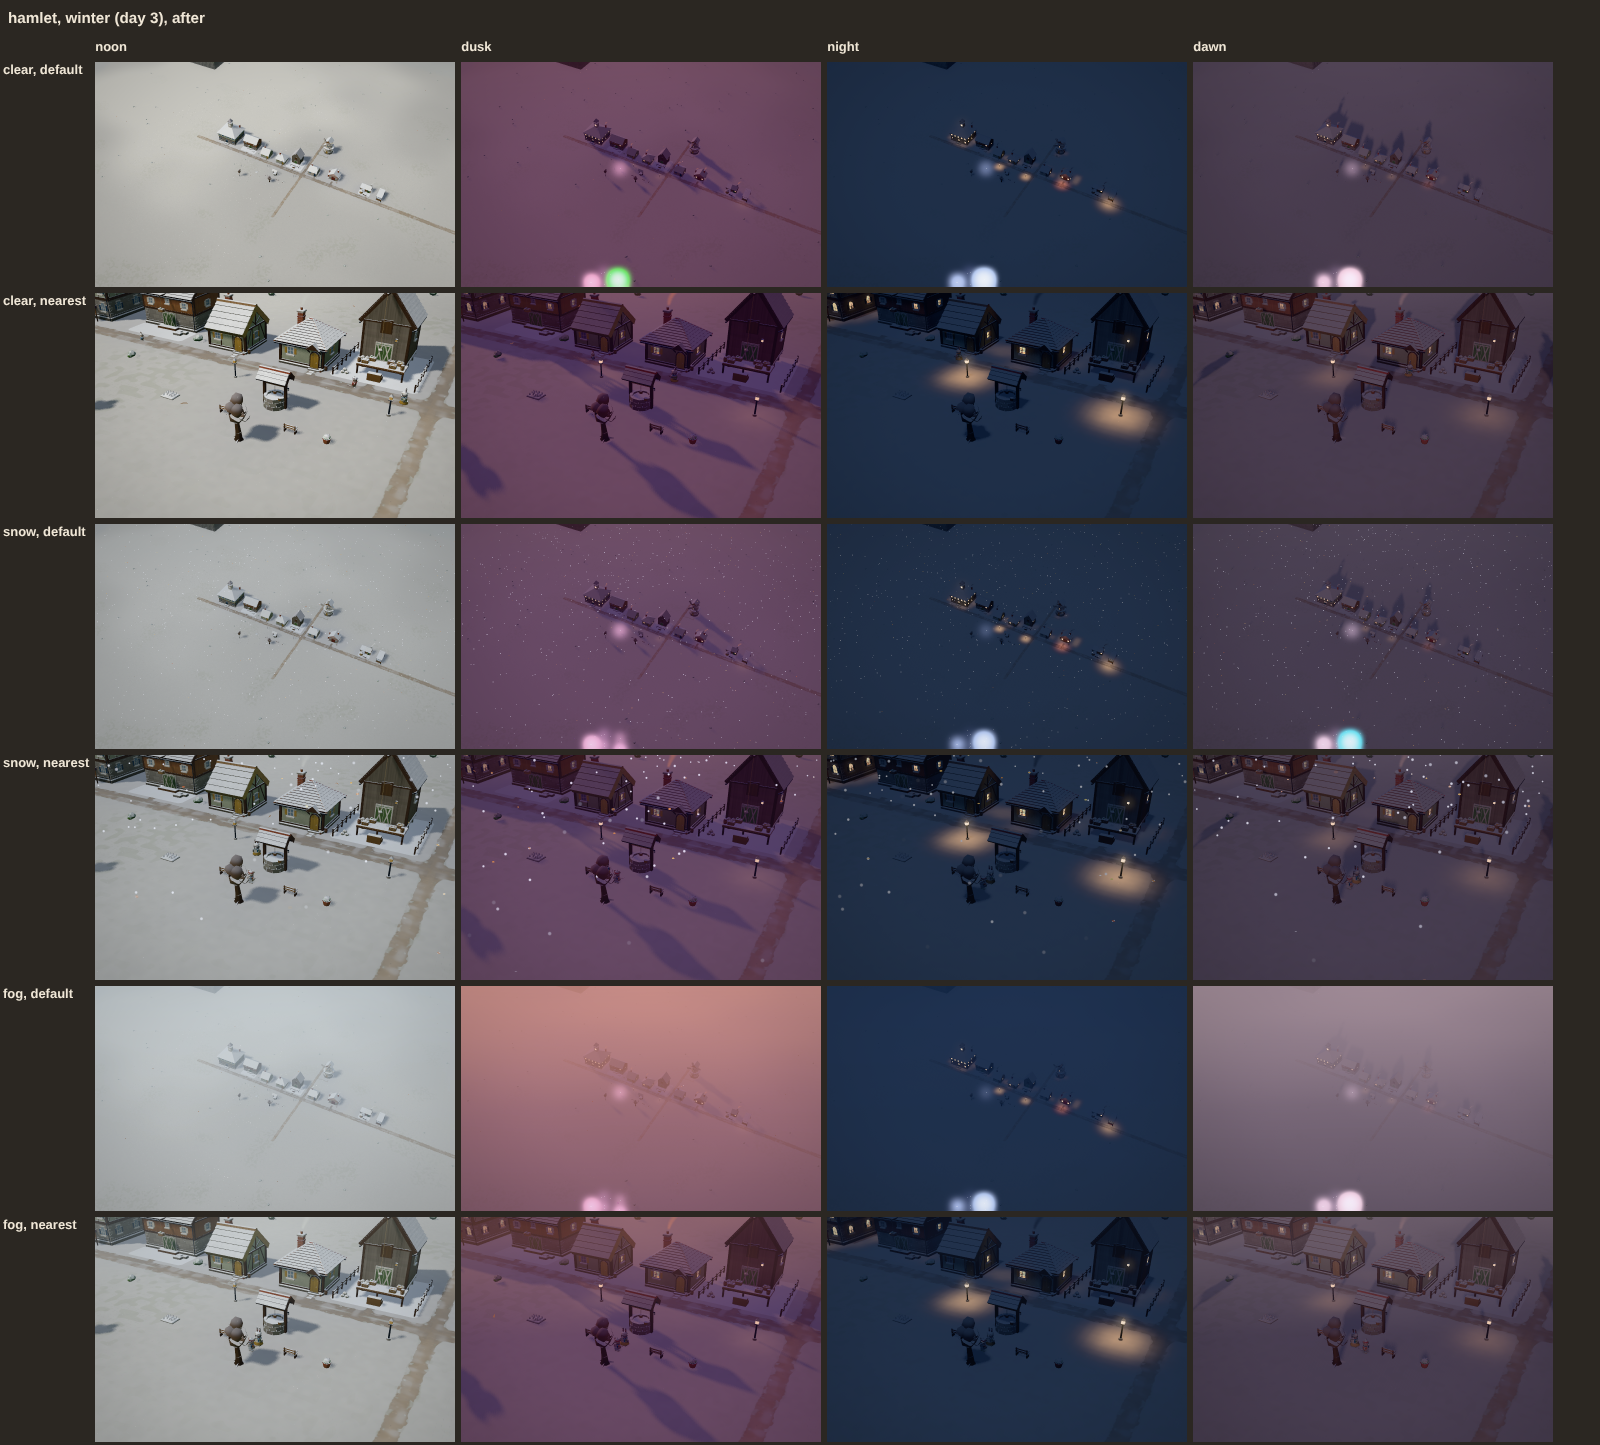 hamlet, winter (day 3), after
noon dusk night dawn
clear, default
clear, nearest
snow, default
snow, nearest
fog, default
fog, nearest